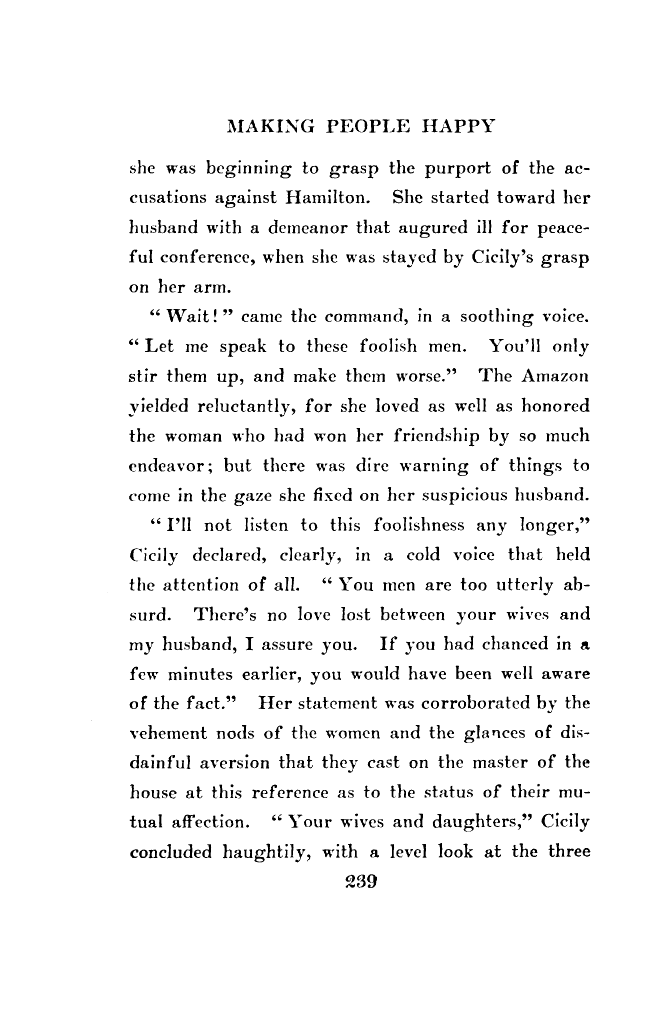 MAKING PEOPLE HAPPY
she was beginning to grasp the purport of the ac-
cusations against Hamilton. She started toward her
husband with a demeanor that augured ill for peace-
ful conference, when she was stayed by Cicily's grasp
on her arm.
"Wait!" came the command, in a soothing voice.
"Let me speak to these foolish men. You'll only
stir them up, and make them worse." The Amazon
yielded reluctantly, for she loved as well as honored
the woman who had won her friendship by so much
endeavor; but there was dire warning of things to
come in the gaze she fixed on her suspicious husband.
"I'll not listen to this foolishness any longer,"
Cicily declared, clearly, in a cold voice that held
the attention of all. "You men are too utterly ab-
surd. There's no love lost between your wives and
my husband, I assure you. If you had chanced in a
few minutes earlier, you would have been well aware
of the fact." Her statement was corroborated by the
vehement nods of the women and the glances of dis-
dainful aversion that they cast on the master of the
house at this reference as to the status of their mu-
tual affection. "Your wives and daughters," Cicily
concluded haughtily, with a level look at the three
239